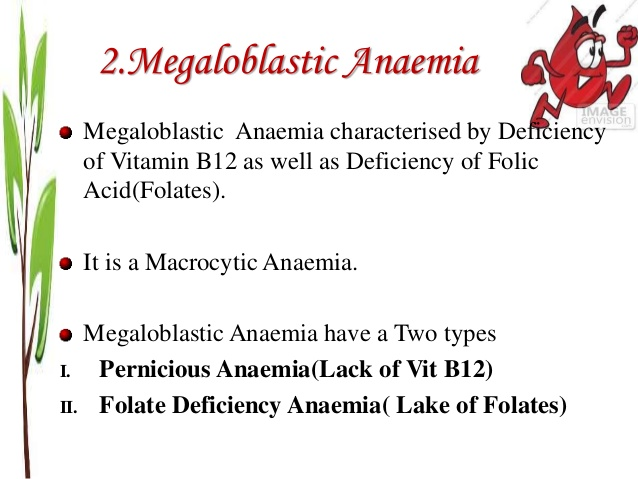 2.Megaloblastic Anaemia
IMAGE
envision
Megaloblastic Anaemia characterised by Deficiency
of Vitamin B12 as well as Deficiency of Folic
Acid(Folates).
It is a Macrocytic Anaemia.
Megaloblastic Anaemia have a Two types
I. Pernicious Anaemia(Lack of Vit B12)
II. Folate Deficiency Anaemia( Lake of Folates)